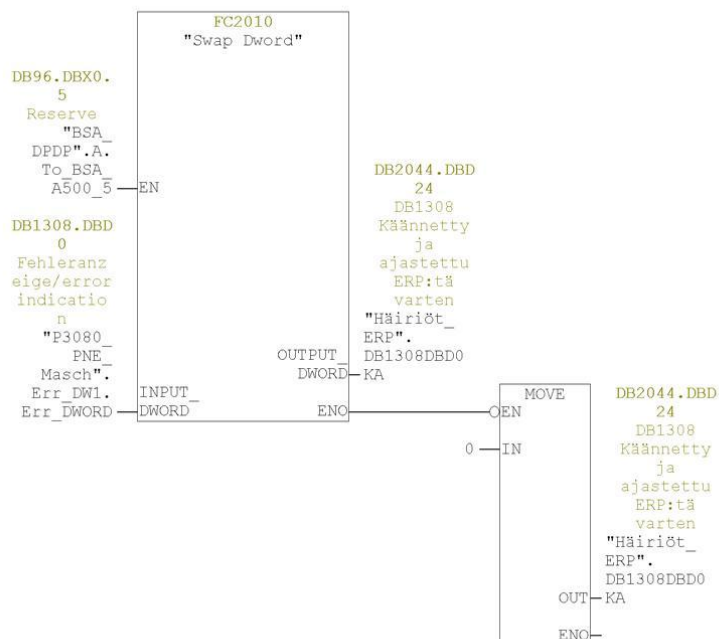 FC2010
"Swap Dword"
DB96.DBX0.
5
Reserve
"BSA_
DPDP".A.
To_BSA_
A500_5
EN
DB1308.DBD
0
Fehleranz
eige/error
indicatio
n
"P3080_
PNE_
Masch".
Err_DW1.
Err_DWORD
INPUT_
DWORD
DB2044.DBD
24
DB1308
Käännetty
ja
ajastettu
ERP:tä
varten
"Häiriöt_
ERP".
DB1308DBD0
KA
OUTPUT_
DWORD
ENO
MOVE
EN
0
IN
DB2044.DBD
24
DB1308
Käännetty
ja
ajastettu
ERP:tä
varten
"Häiriöt_
ERP".
DB1308DBD0
KA
OUT
ENO